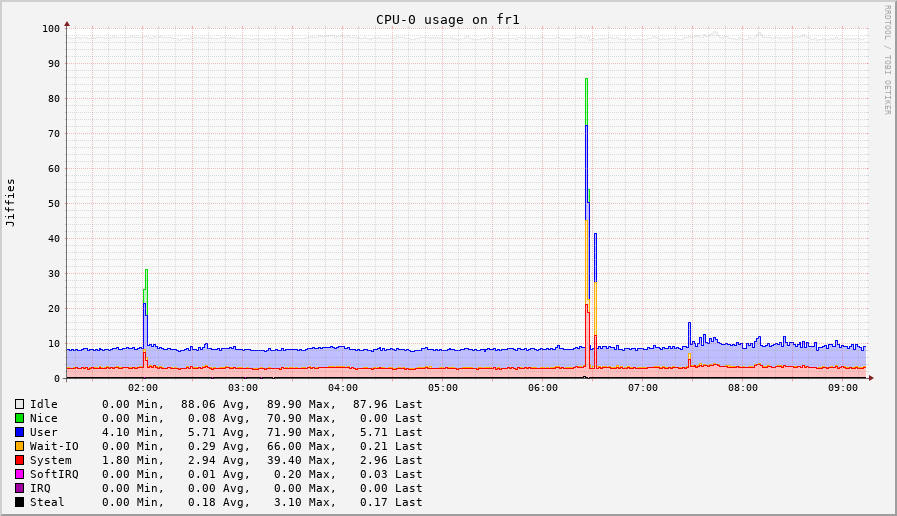 CPU-0 usage on fr1
RRDTOOL / TOBI OETIKER
Jiffies
100
90
80
70
60
50
40
30
20
10
0
02:00 03:00 04:00 05:00 06:00 07:00 08:00 09:00
Idle 0.00 Min, 88.06 Avg, 89.90 Max, 87.96 Last
Nice 0.00 Min, 0.08 Avg, 70.90 Max, 0.00 Last
User 4.10 Min, 5.71 Avg, 71.90 Max, 5.71 Last
Wait-IO 0.00 Min, 0.29 Avg, 66.00 Max, 0.21 Last
System 1.80 Min, 2.94 Avg, 39.40 Max, 2.96 Last
SoftIRQ 0.00 Min, 0.01 Avg, 0.20 Max, 0.03 Last
IRQ 0.00 Min, 0.00 Avg, 0.00 Max, 0.00 Last
Steal 0.00 Min, 0.18 Avg, 3.10 Max, 0.17 Last